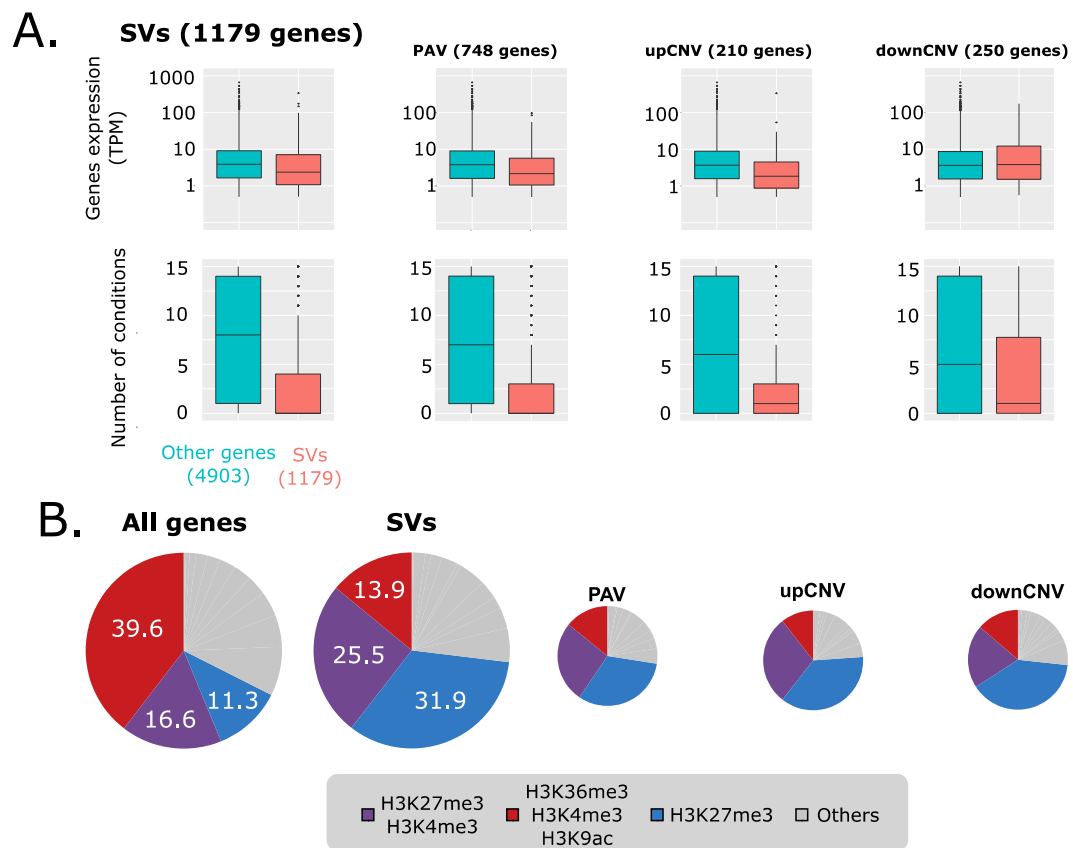 A.
SVs (1179 genes)
PAV (748 genes)
upCNV (210 genes)
downCNV (250 genes)
Genes expression
(TPM)
1000
100
10
1
100
10
1
100
10
1
100
10
1
Number of conditions
15
10
5
0
15
10
5
0
15
10
5
0
15
10
5
0
Other genes
(4903)
SVs
(1179)
B.
All genes
SVs
PAV
upCNV
downCNV
39.6
16.6
11.3
13.9
25.5
31.9
H3K27me3
H3K4me3
H3K36me3
H3K4me3
H3K9ac
H3K27me3
Others